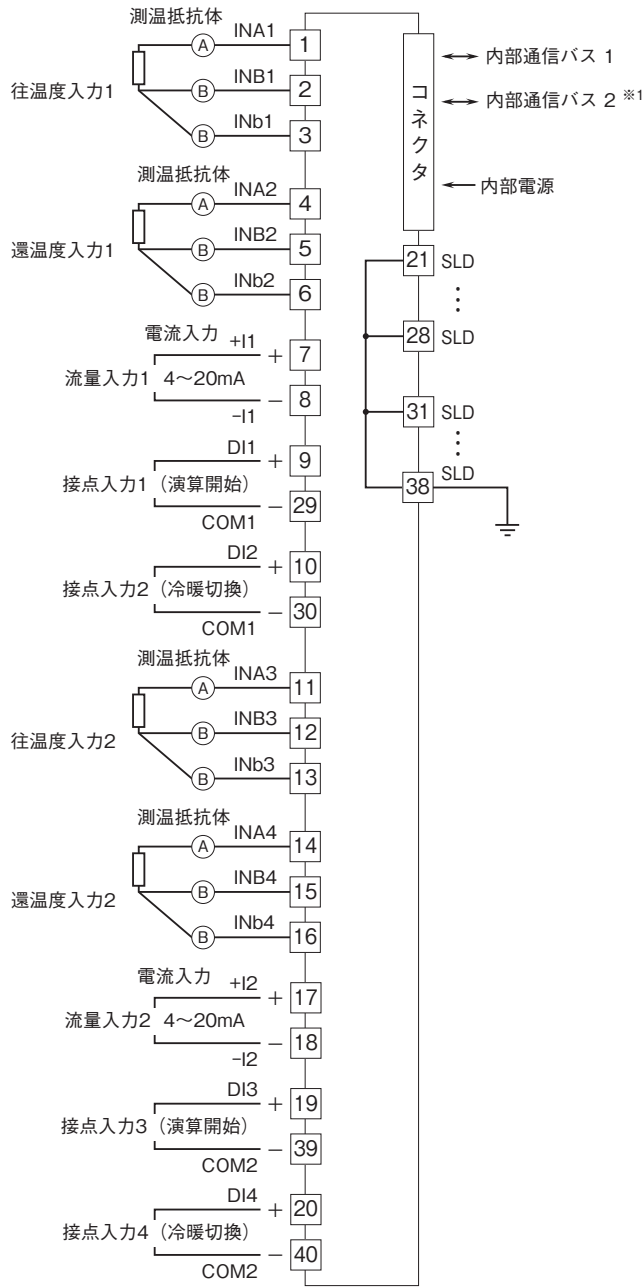 測温抵抗体
往温度入力1
A INA1 1
B INB1 2
B INb1 3
測温抵抗体
還温度入力1
A INA2 4
B INB2 5
B INb2 6
電流入力
流量入力1 4〜20mA
+I1 + 7
-I1 − 8
接点入力1（演算開始）
DI1 + 9
COM1 − 29
接点入力2（冷暖切換）
DI2 + 10
COM1 − 30
測温抵抗体
往温度入力2
A INA3 11
B INB3 12
B INb3 13
測温抵抗体
還温度入力2
A INA4 14
B INB4 15
B INb4 16
電流入力
流量入力2 4〜20mA
+I2 + 17
-I2 − 18
接点入力3（演算開始）
DI3 + 19
COM2 − 39
接点入力4（冷暖切換）
DI4 + 20
COM2 − 40
コネクタ
内部通信バス 1
内部通信バス 2 ※1
内部電源
21 SLD
28 SLD
31 SLD
38 SLD